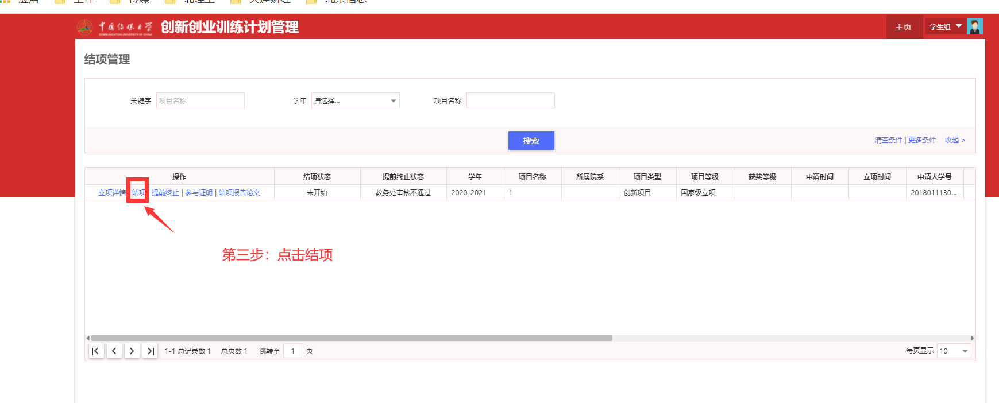 中国传媒大学 创新创业训练计划管理 主页 学生组
COMMUNICATION UNIVERSITY OF CHINA
结项管理
关键字 项目名称 学年 请选择... 项目名称
搜索 清空条件 | 更多条件 收起 >
操作 结项状态 提前终止状态 学年 项目名称 所属院系 项目类型 项目等级 获奖等级 申请时间 立项时间 申请人学号
立项详情 结项 | 提前终止 | 参与证明 | 结项报告论文 未开始 教务处审核不通过 2020-2021 1 创新项目 国家级立项 2018011130...
第三步：点击结项
1-1 总记录数 1 总页数 1 跳转至 1 页 每页显示 10